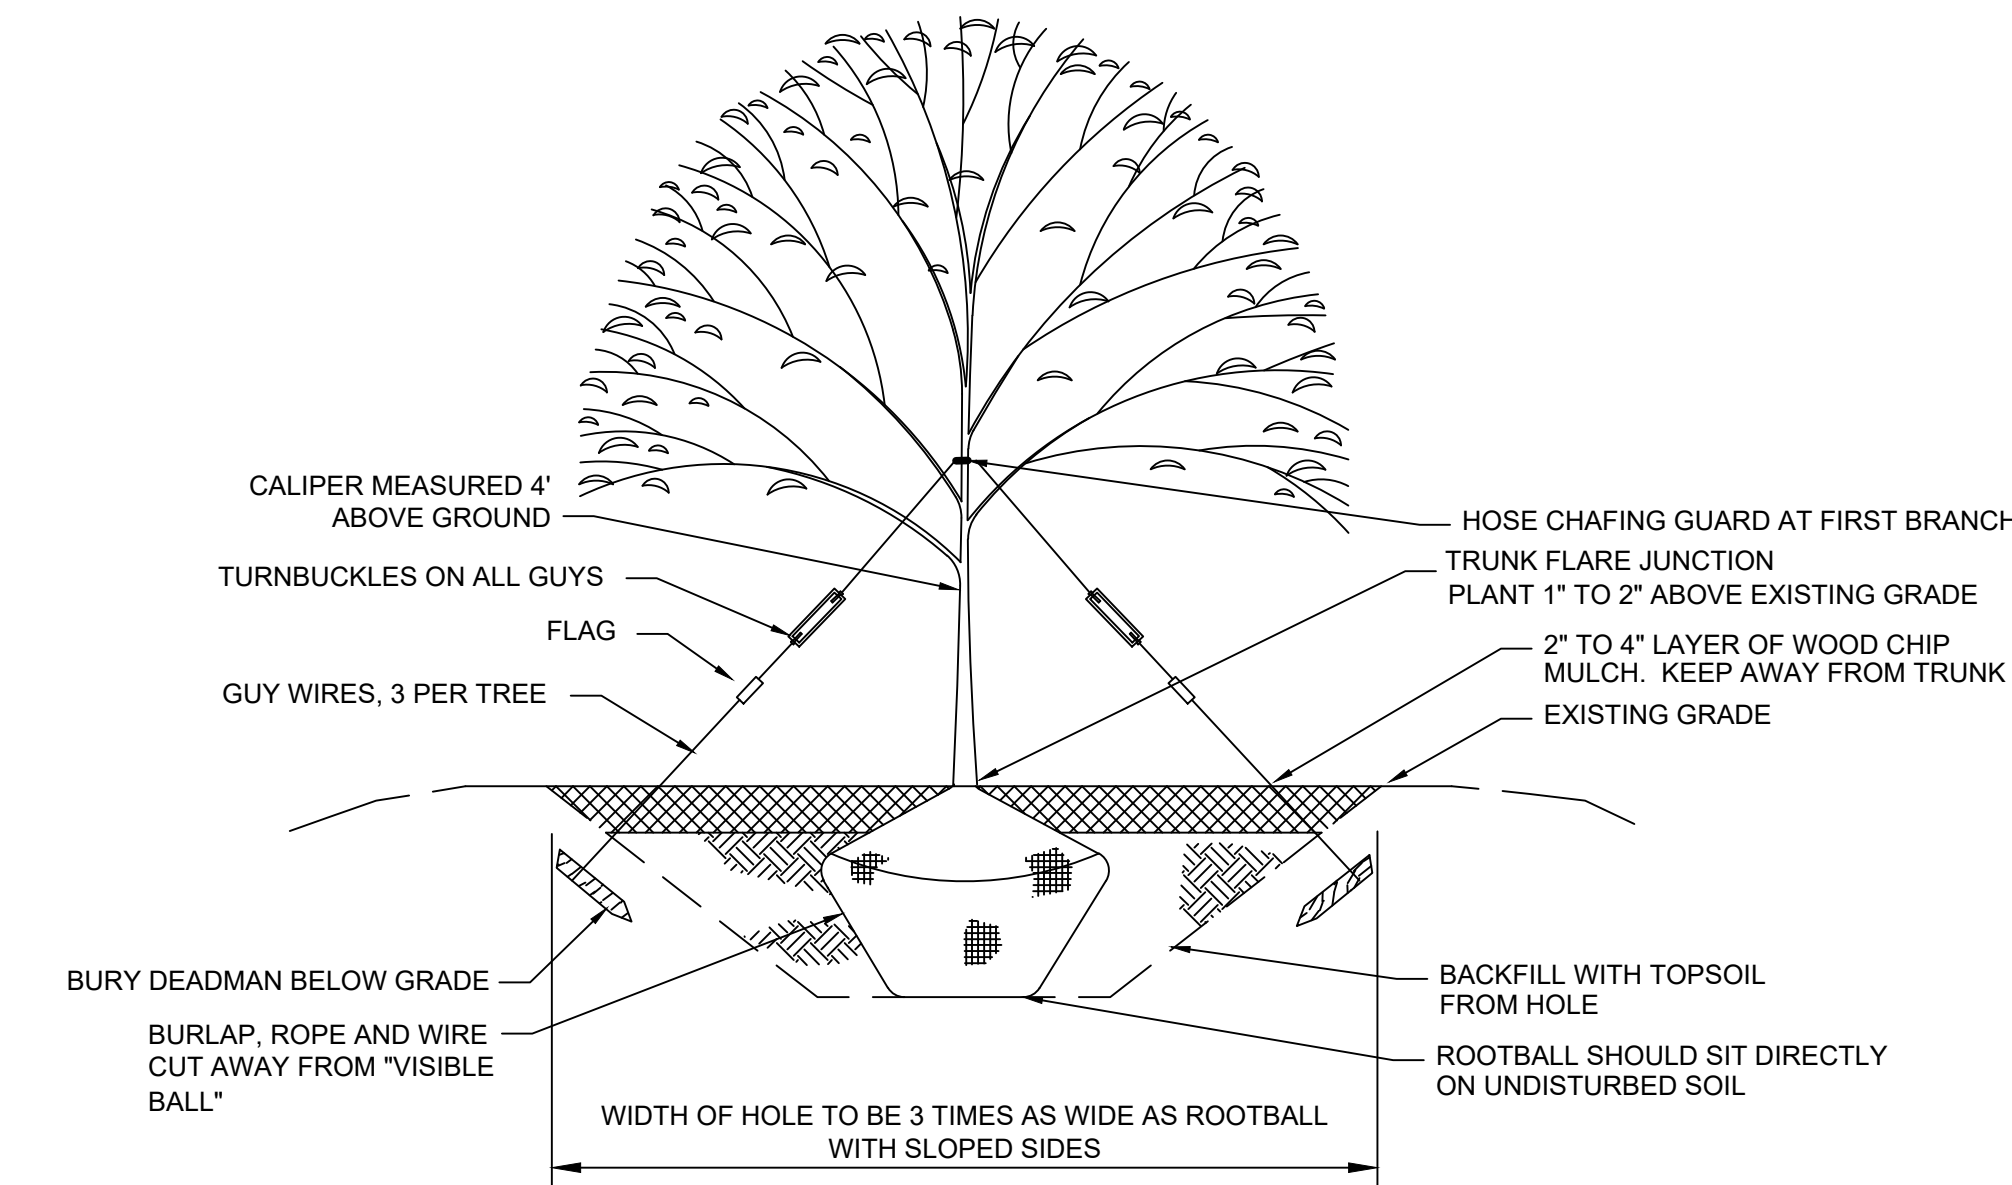 CALIPER MEASURED 4'
ABOVE GROUND
TURNBUCKLES ON ALL GUYS
FLAG
GUY WIRES, 3 PER TREE
BURY DEADMAN BELOW GRADE
BURLAP, ROPE AND WIRE
CUT AWAY FROM "VISIBLE
BALL"
HOSE CHAFING GUARD AT FIRST BRANCH
TRUNK FLARE JUNCTION
PLANT 1" TO 2" ABOVE EXISTING GRADE
2" TO 4" LAYER OF WOOD CHIP
MULCH.  KEEP AWAY FROM TRUNK
EXISTING GRADE
BACKFILL WITH TOPSOIL
FROM HOLE
ROOTBALL SHOULD SIT DIRECTLY
ON UNDISTURBED SOIL
WIDTH OF HOLE TO BE 3 TIMES AS WIDE AS ROOTBALL
WITH SLOPED SIDES